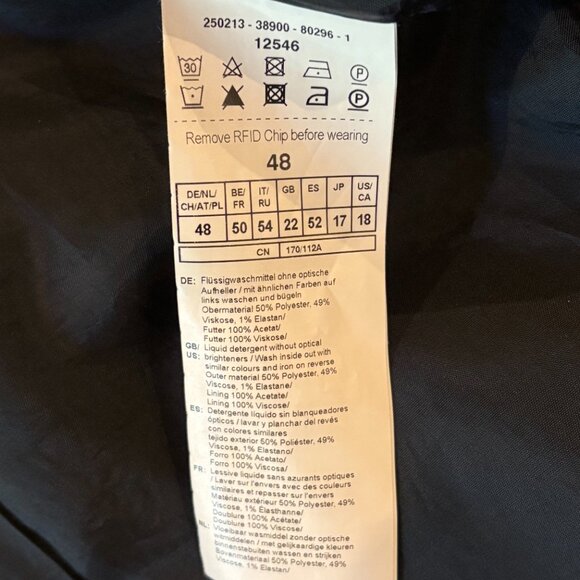 250213 - 38900 - 80296 - 1
12546
30
P
P
Remove RFID Chip before wearing
48
DE/NL/ CH/AT/PL BE/ FR IT/ RU GB ES JP US/ CA
48 50 54 22 52 17 18
CN 170/112A
DE: Flüssigwaschmittel ohne optische
Aufheller / mit ähnlichen Farben auf
links waschen und bügeln
Obermaterial 50% Polyester, 49%
Viskose, 1% Elastan/
Futter 100% Acetat/
Futter 100% Viskose/
GB/ Liquid detergent without optical
US: brighteners / Wash inside out with
similar colours and iron on reverse
Outer material 50% Polyester, 49%
Viscose, 1% Elastane/
Lining 100% Acetate/
Lining 100% Viscose/
ES: Detergente líquido sin blanqueadores
ópticos / lavar y planchar del revés
con colores similares
tejido exterior 50% Poliéster, 49%
Viscosa, 1% Elastano/
Forro 100% Acetato/
Forro 100% Viscosa/
FR: Lessive liquide sans azurants optiques
/ Laver sur l'envers avec des couleurs
similaires et repasser sur l'envers
Matériau extérieur 50% Polyester, 49%
Viscose, 1% Elasthanne/
Doublure 100% Acétate/
Doublure 100% Viscose/
NL: Vloeibaar wasmiddel zonder optische
witmiddelen / met gelijkaardige kleuren
binnenstebuiten wassen en strijken
Bovenmateriaal 50% Polyester, 49%
Viscose, 1% Elastan/